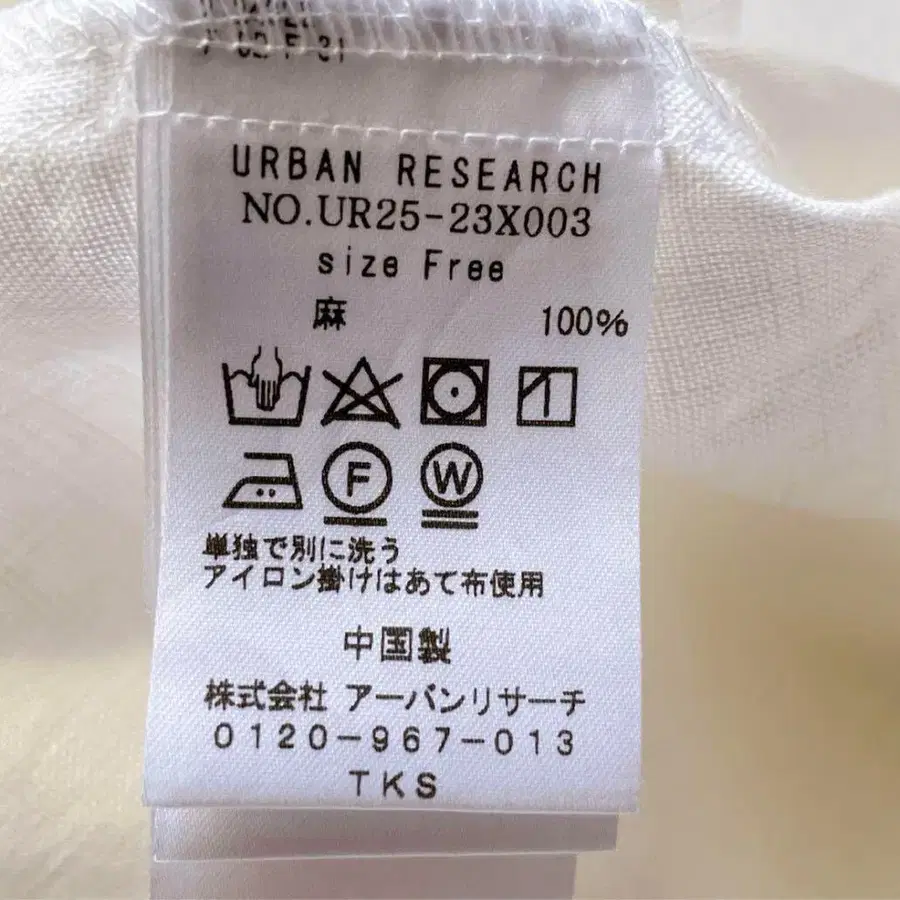 URBAN RESEARCH
NO.UR25-23X003
size Free
麻 100%
F W
単独で別に洗う
アイロン掛けはあて布使用
中国製
株式会社 アーバンリサーチ
0120-967-013
TKS